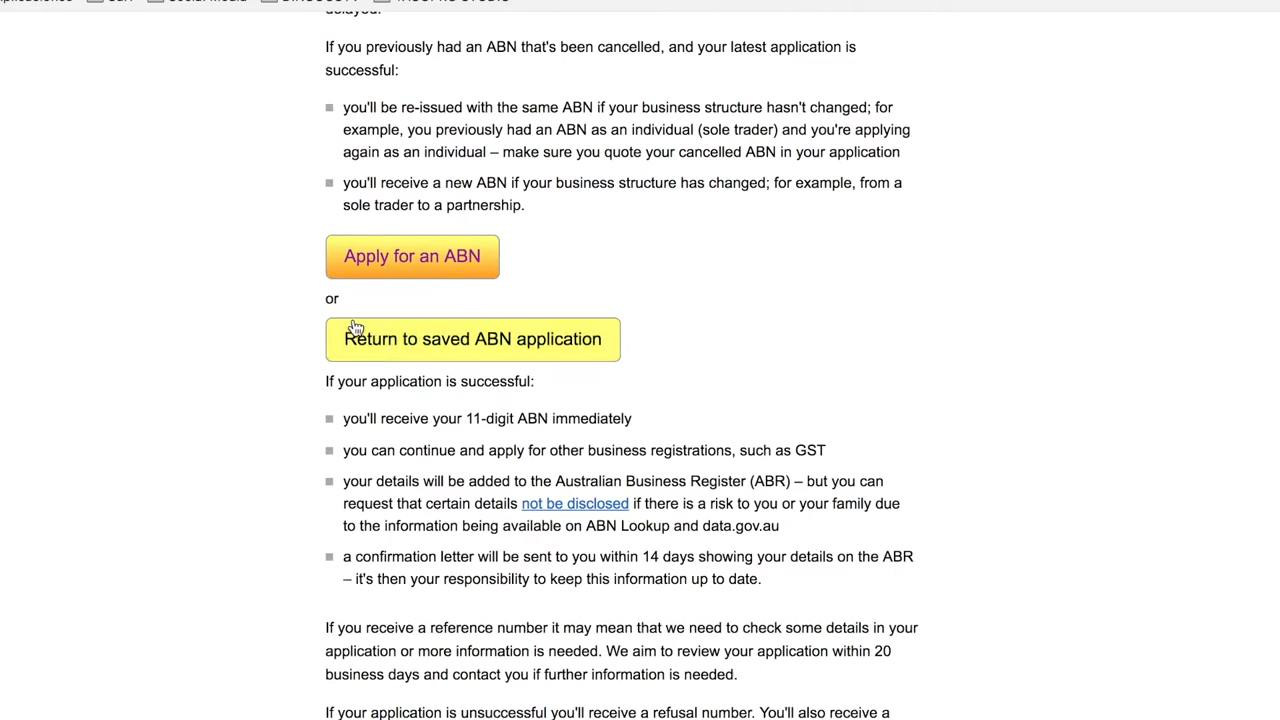 Social Media
delayed.
If you previously had an ABN that's been cancelled, and your latest application is
successful:
you'll be re-issued with the same ABN if your business structure hasn't changed; for
example, you previously had an ABN as an individual (sole trader) and you're applying
again as an individual – make sure you quote your cancelled ABN in your application
you'll receive a new ABN if your business structure has changed; for example, from a
sole trader to a partnership.
Apply for an ABN
or
Return to saved ABN application
If your application is successful:
you'll receive your 11-digit ABN immediately
you can continue and apply for other business registrations, such as GST
your details will be added to the Australian Business Register (ABR) – but you can
request that certain details not be disclosed if there is a risk to you or your family due
to the information being available on ABN Lookup and data.gov.au
a confirmation letter will be sent to you within 14 days showing your details on the ABR
– it's then your responsibility to keep this information up to date.
If you receive a reference number it may mean that we need to check some details in your
application or more information is needed. We aim to review your application within 20
business days and contact you if further information is needed.
If your application is unsuccessful you'll receive a refusal number. You'll also receive a